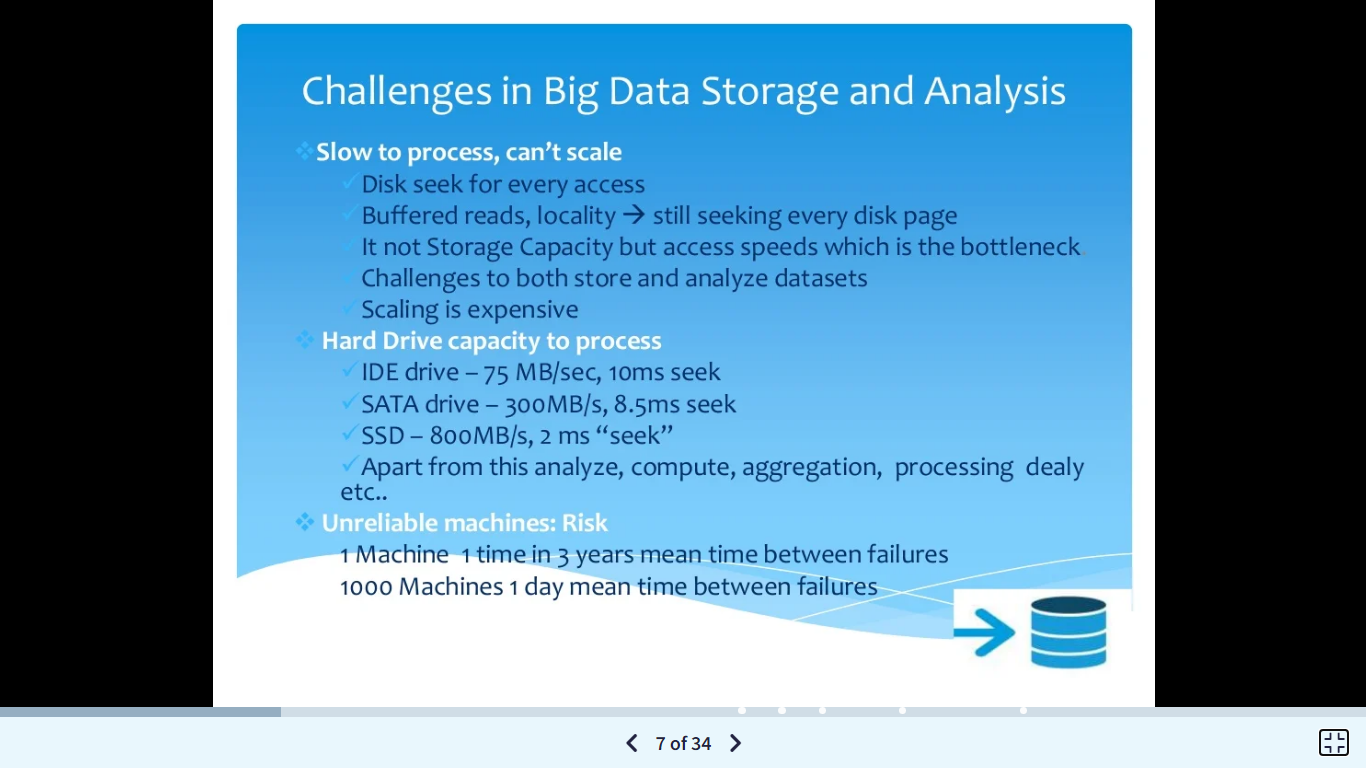 Challenges in Big Data Storage and Analysis
Slow to process, can't scale
Disk seek for every access
Buffered reads, locality → still seeking every disk page
It not Storage Capacity but access speeds which is the bottleneck.
Challenges to both store and analyze datasets
Scaling is expensive
Hard Drive capacity to process
IDE drive – 75 MB/sec, 10ms seek
SATA drive – 300MB/s, 8.5ms seek
SSD – 800MB/s, 2 ms “seek”
Apart from this analyze, compute, aggregation, processing dealy
etc..
Unreliable machines: Risk
1 Machine 1 time in 3 years mean time between failures
1000 Machines 1 day mean time between failures
7 of 34